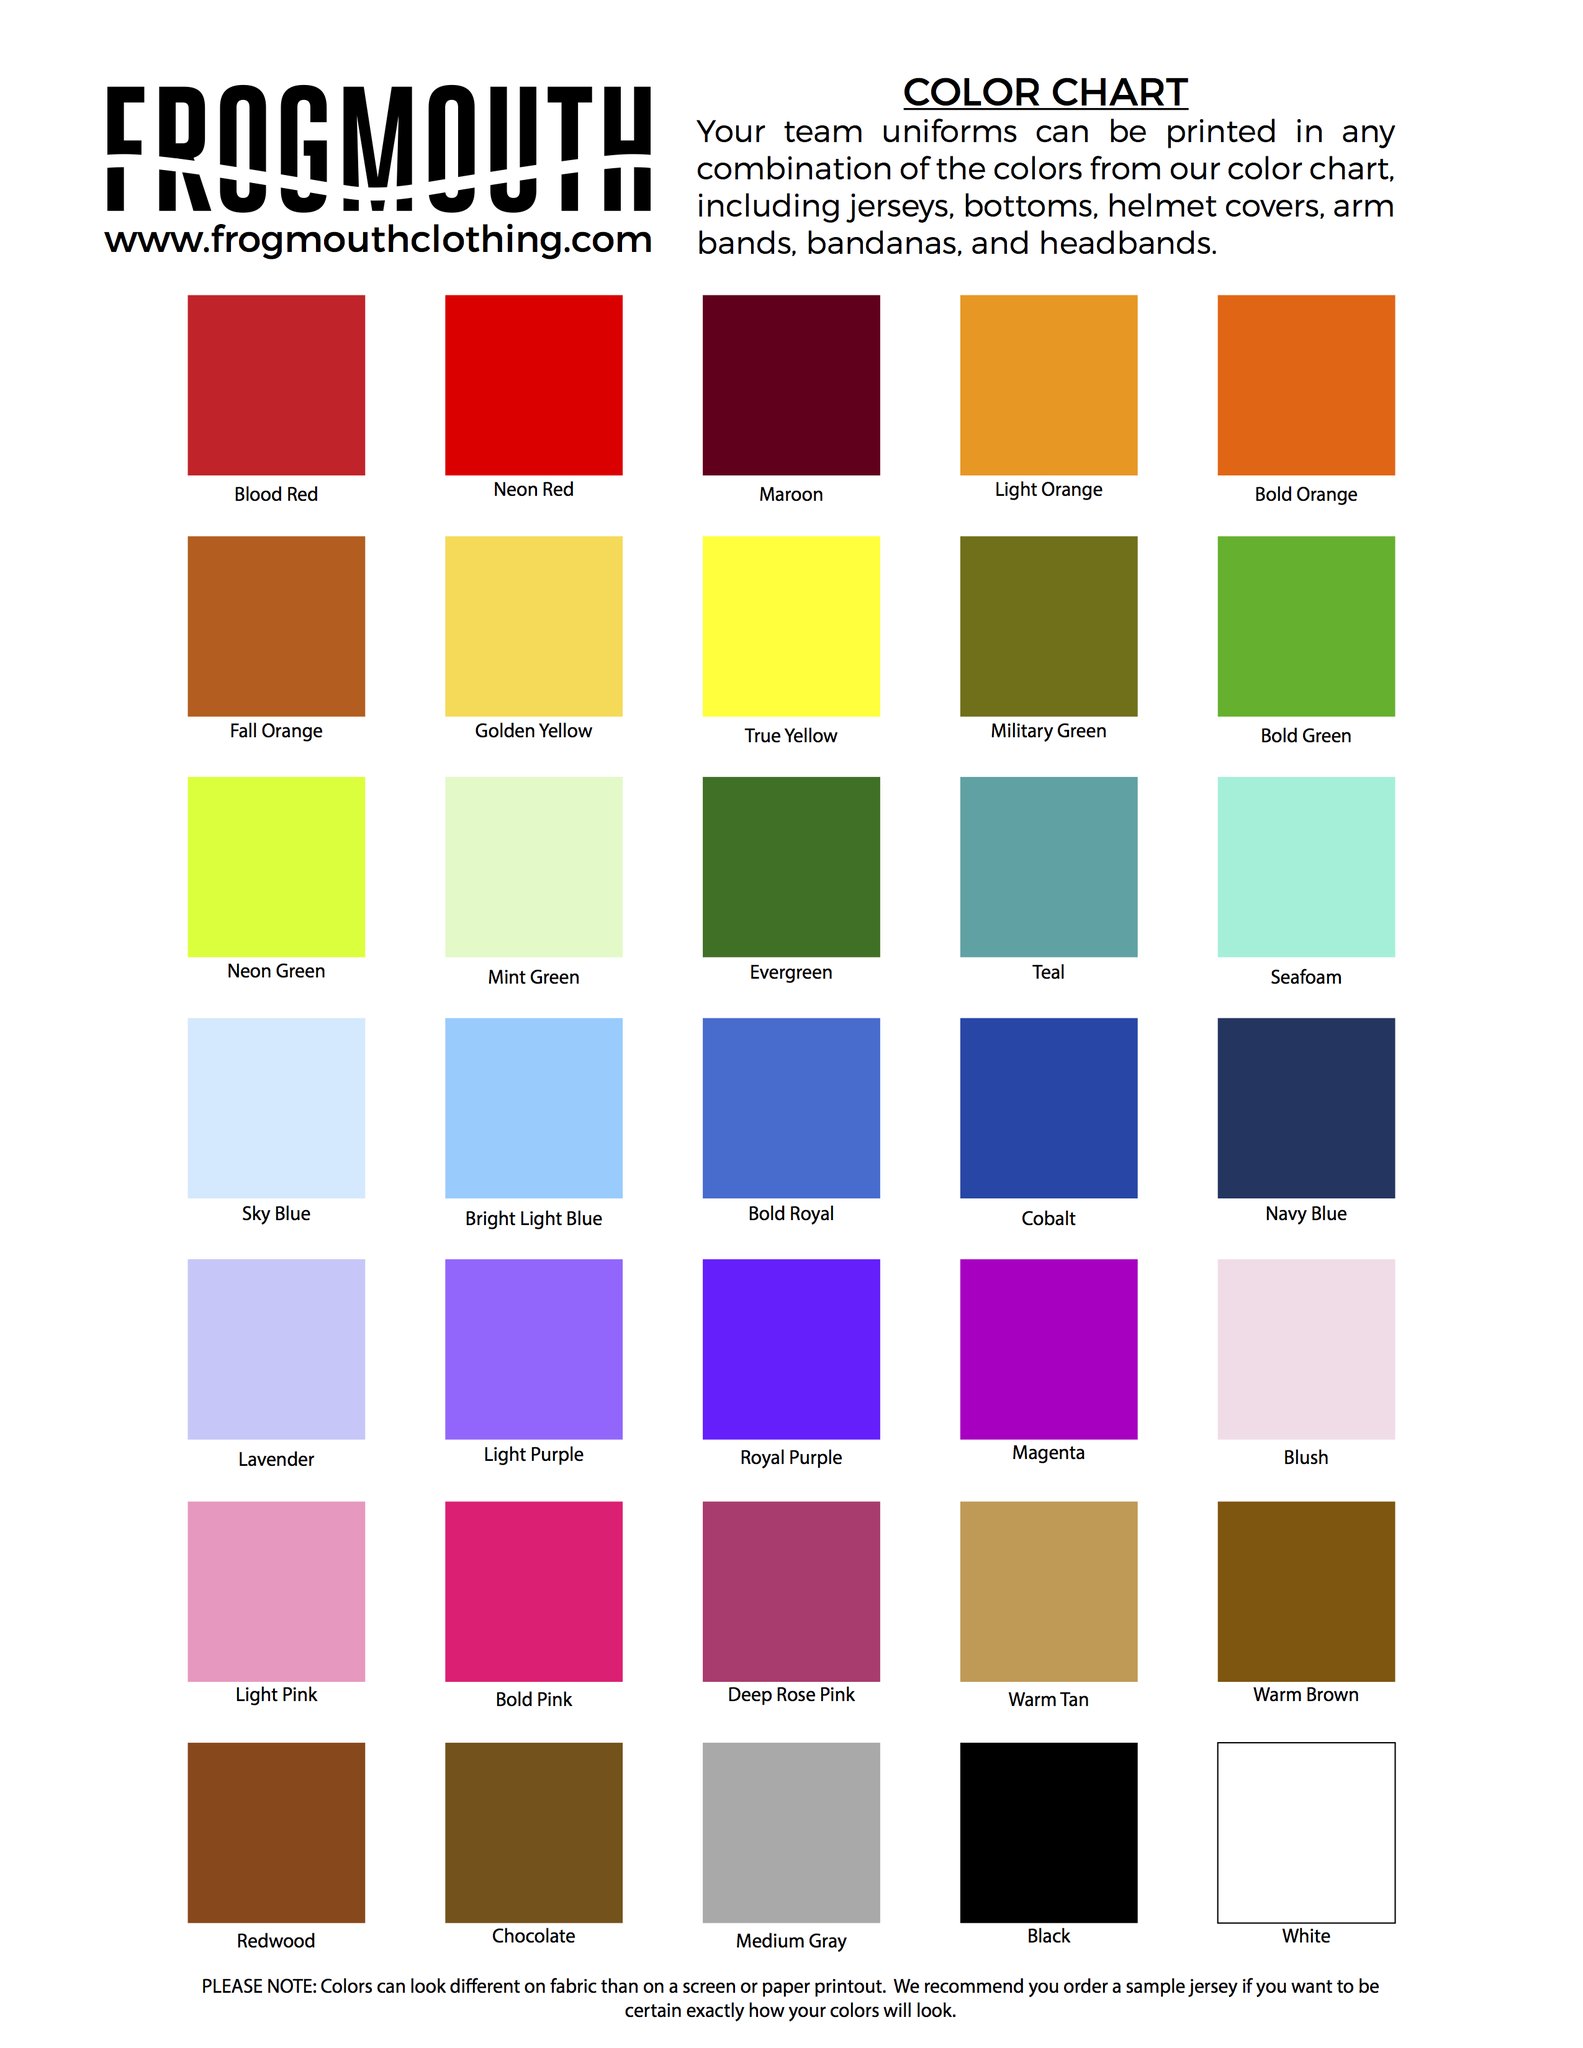 FROGMOUTH
www.frogmouthclothing.com
COLOR CHART
Your team uniforms can be printed in any
combination of the colors from our color chart,
including jerseys, bottoms, helmet covers, arm
bands, bandanas, and headbands.
Blood Red
Neon Red
Maroon
Light Orange
Bold Orange
Fall Orange
Golden Yellow
True Yellow
Military Green
Bold Green
Neon Green
Mint Green
Evergreen
Teal
Seafoam
Sky Blue
Bright Light Blue
Bold Royal
Cobalt
Navy Blue
Lavender
Light Purple
Royal Purple
Magenta
Blush
Light Pink
Bold Pink
Deep Rose Pink
Warm Tan
Warm Brown
Redwood
Chocolate
Medium Gray
Black
White
PLEASE NOTE: Colors can look different on fabric than on a screen or paper printout.  We recommend you order a sample jersey if you want to be
certain exactly how your colors will look.